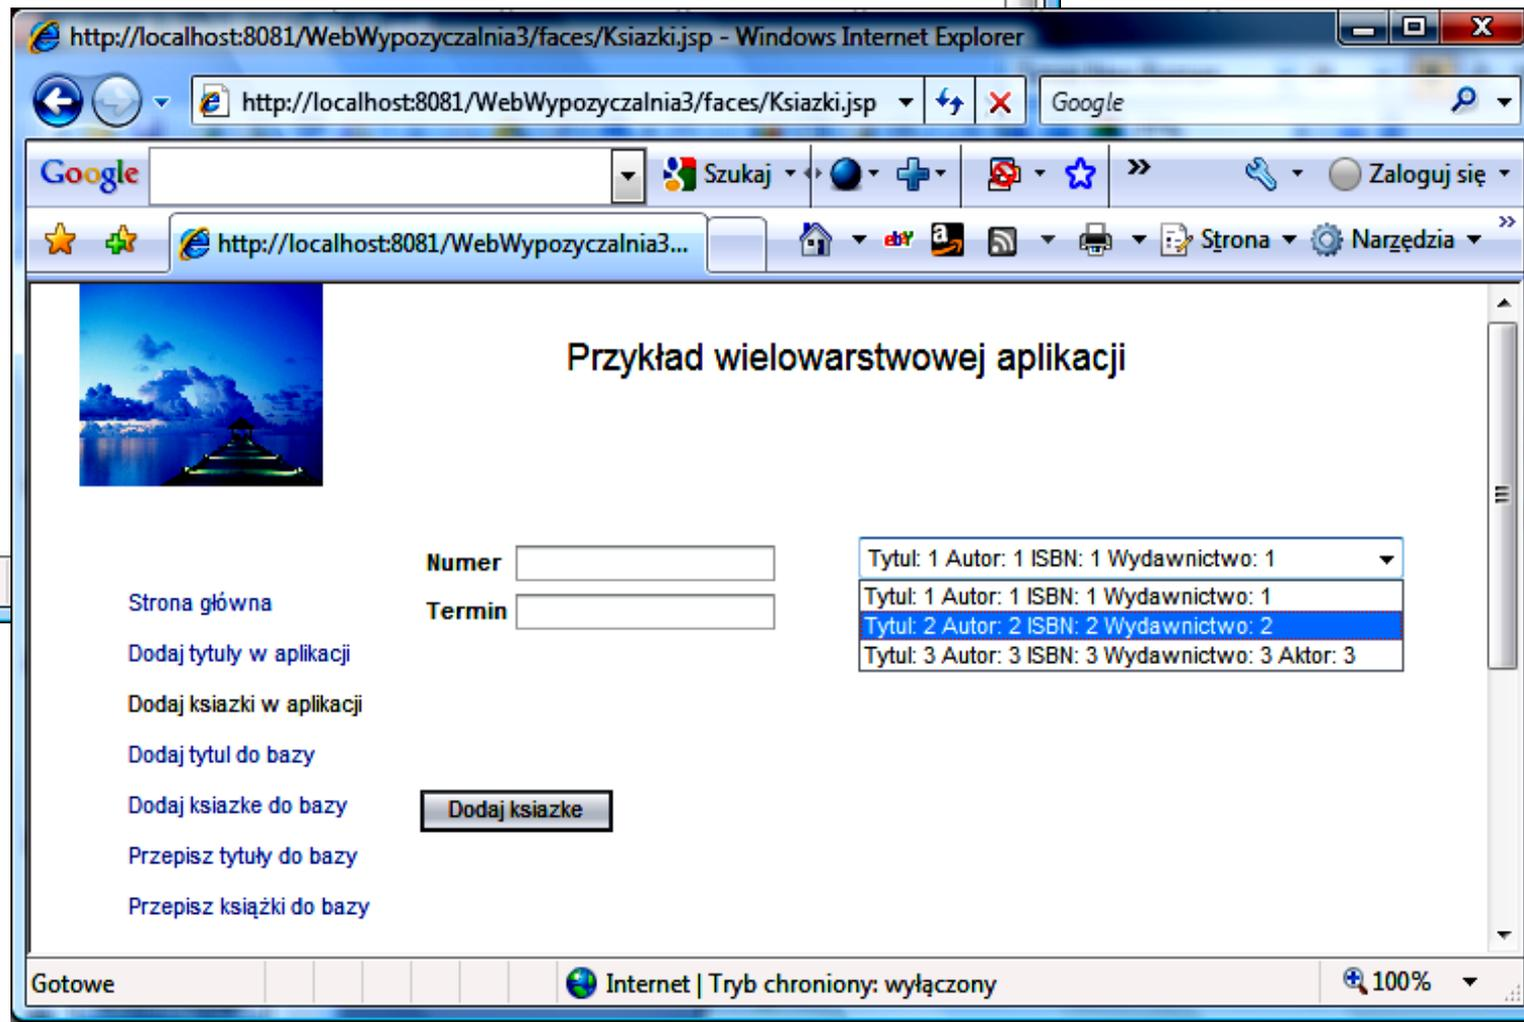 http://localhost:8081/WebWypozyczalnia3/faces/Ksiazki.jsp - Windows Internet Explorer
http://localhost:8081/WebWypozyczalnia3/faces/Ksiazki.jsp Google
Google Szukaj » Zaloguj się
http://localhost:8081/WebWypozyczalnia3... ebY a Strona Narzędzia »
Przykład wielowarstwowej aplikacji
Numer Tytul: 1 Autor: 1 ISBN: 1 Wydawnictwo: 1
Tytul: 1 Autor: 1 ISBN: 1 Wydawnictwo: 1
Termin Tytul: 2 Autor: 2 ISBN: 2 Wydawnictwo: 2
Tytul: 3 Autor: 3 ISBN: 3 Wydawnictwo: 3 Aktor: 3
Strona główna
Dodaj tytuly w aplikacji
Dodaj ksiazki w aplikacji
Dodaj tytul do bazy
Dodaj ksiazke do bazy Dodaj ksiazke
Przepisz tytuły do bazy
Przepisz książki do bazy
Gotowe Internet | Tryb chroniony: wyłączony 100%